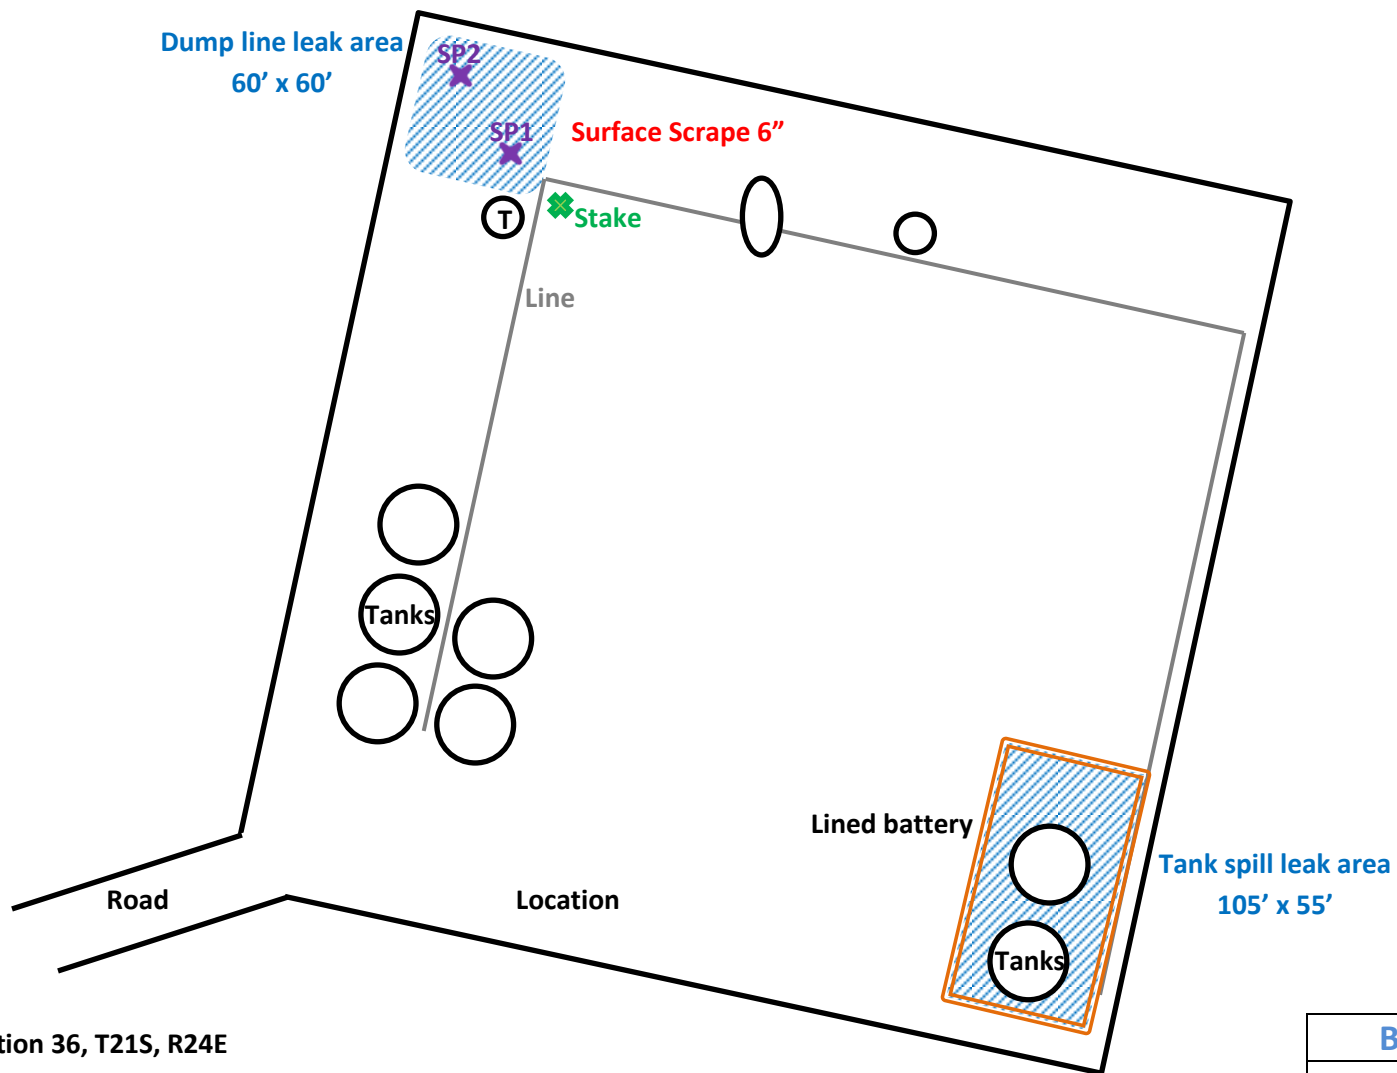 Dump line leak area
60’ x 60’
SP2
SP1
Surface Scrape 6”
T
Stake
Line
Tanks
Lined battery
Tank spill leak area
105’ x 55’
Road
Location
Tanks
tion 36, T21S, R24E
B